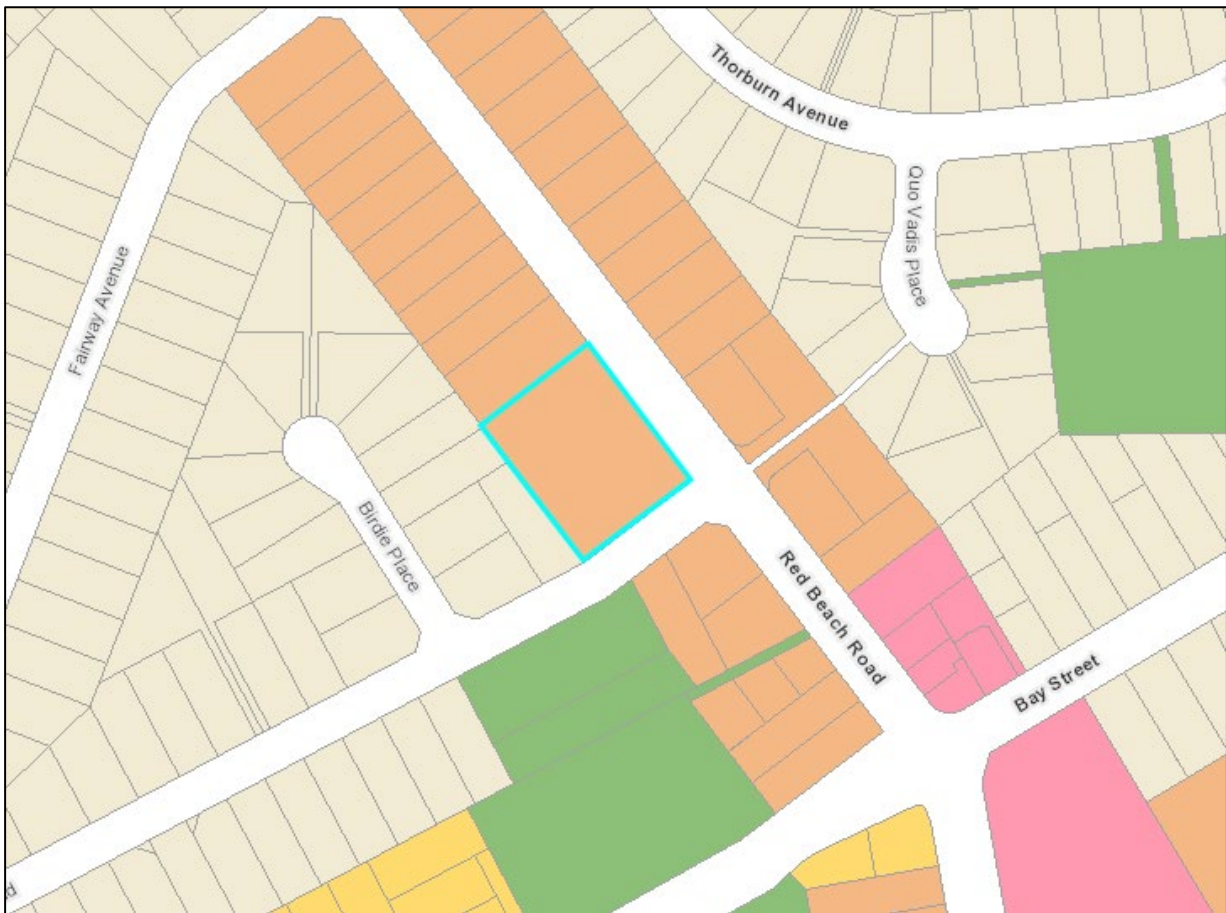 Thorburn Avenue
Quo Vadis Place
Fairway Avenue
Birdie Place
Red Beach Road
Bay Street
d